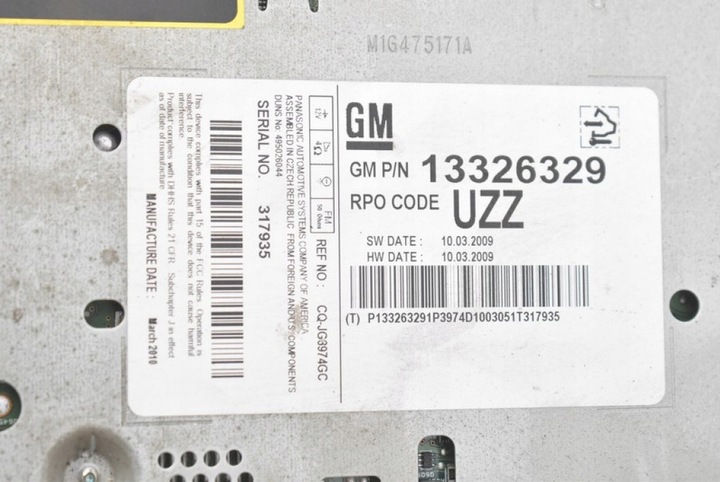 M1G475171A
GM
GM P/N 13326329
RPO CODE UZZ
SW DATE : 10.03.2009
HW DATE : 10.03.2009
(T) P133263291P3974D1003051T317935
12V 4Ω FM 50 Ohms
REF NO : CQ-JG8974GC
PANASONIC AUTOMOTIVE SYSTEMS COMPANY OF AMERICA
ASSEMBLED IN CZECH REPUBLIC FROM FOREIGN AND/US COMPONENTS
DUNS No. 495026044
SERIAL NO. 317935
This device complies with part 15 of the FCC Rules. Operation is
subject to the condition that this device does not cause harmful
interference.
Product complies with DHHS Rules 21 CFR Subchapter J in effect
as of date of manufacture
MANUFACTURE DATE : March 2010